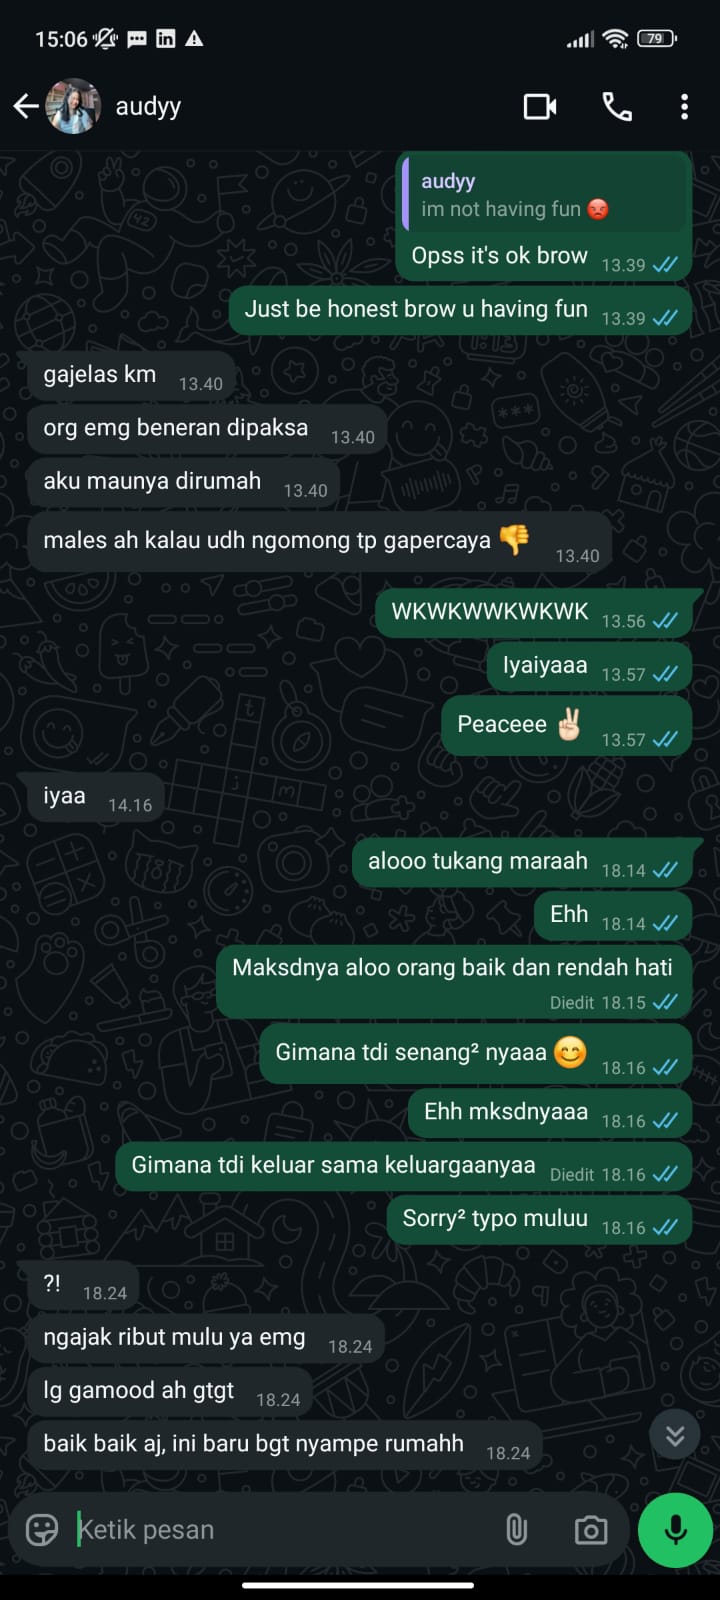 15:06
79
audyy
audyy
im not having fun 😡
Opss it's ok brow 13.39
Just be honest brow u having fun 13.39
gajelas km 13.40
org emg beneran dipaksa 13.40
aku maunya dirumah 13.40
males ah kalau udh ngomong tp gapercaya 👎 13.40
WKWKWWKWKWK 13.56
Iyaiyaaa 13.57
Peaceee ✌🏻 13.57
iyaa 14.16
alooo tukang maraah 18.14
Ehh 18.14
Maksdnya aloo orang baik dan rendah hati
Diedit 18.15
Gimana tdi senang² nyaaa 😊 18.16
Ehh mksdnyaaa 18.16
Gimana tdi keluar sama keluargaanyaa Diedit 18.16
Sorry² typo muluu 18.16
?! 18.24
ngajak ribut mulu ya emg 18.24
lg gamood ah gtgt 18.24
baik baik aj, ini baru bgt nyampe rumahh 18.24
Ketik pesan